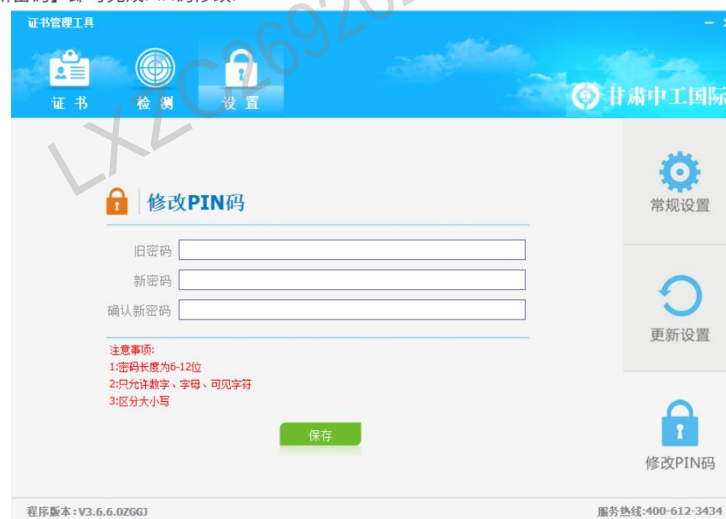 证书管理工具
证 书
检 测
设 置
甘肃中工国际
修改PIN码
旧密码
新密码
确认新密码
注意事项:
1:密码长度为6-12位
2:只允许数字、字母、可见字符
3:区分大小写
保存
常规设置
更新设置
修改PIN码
程序版本:V3.6.6.0ZGGJ
服务热线:400-612-3434